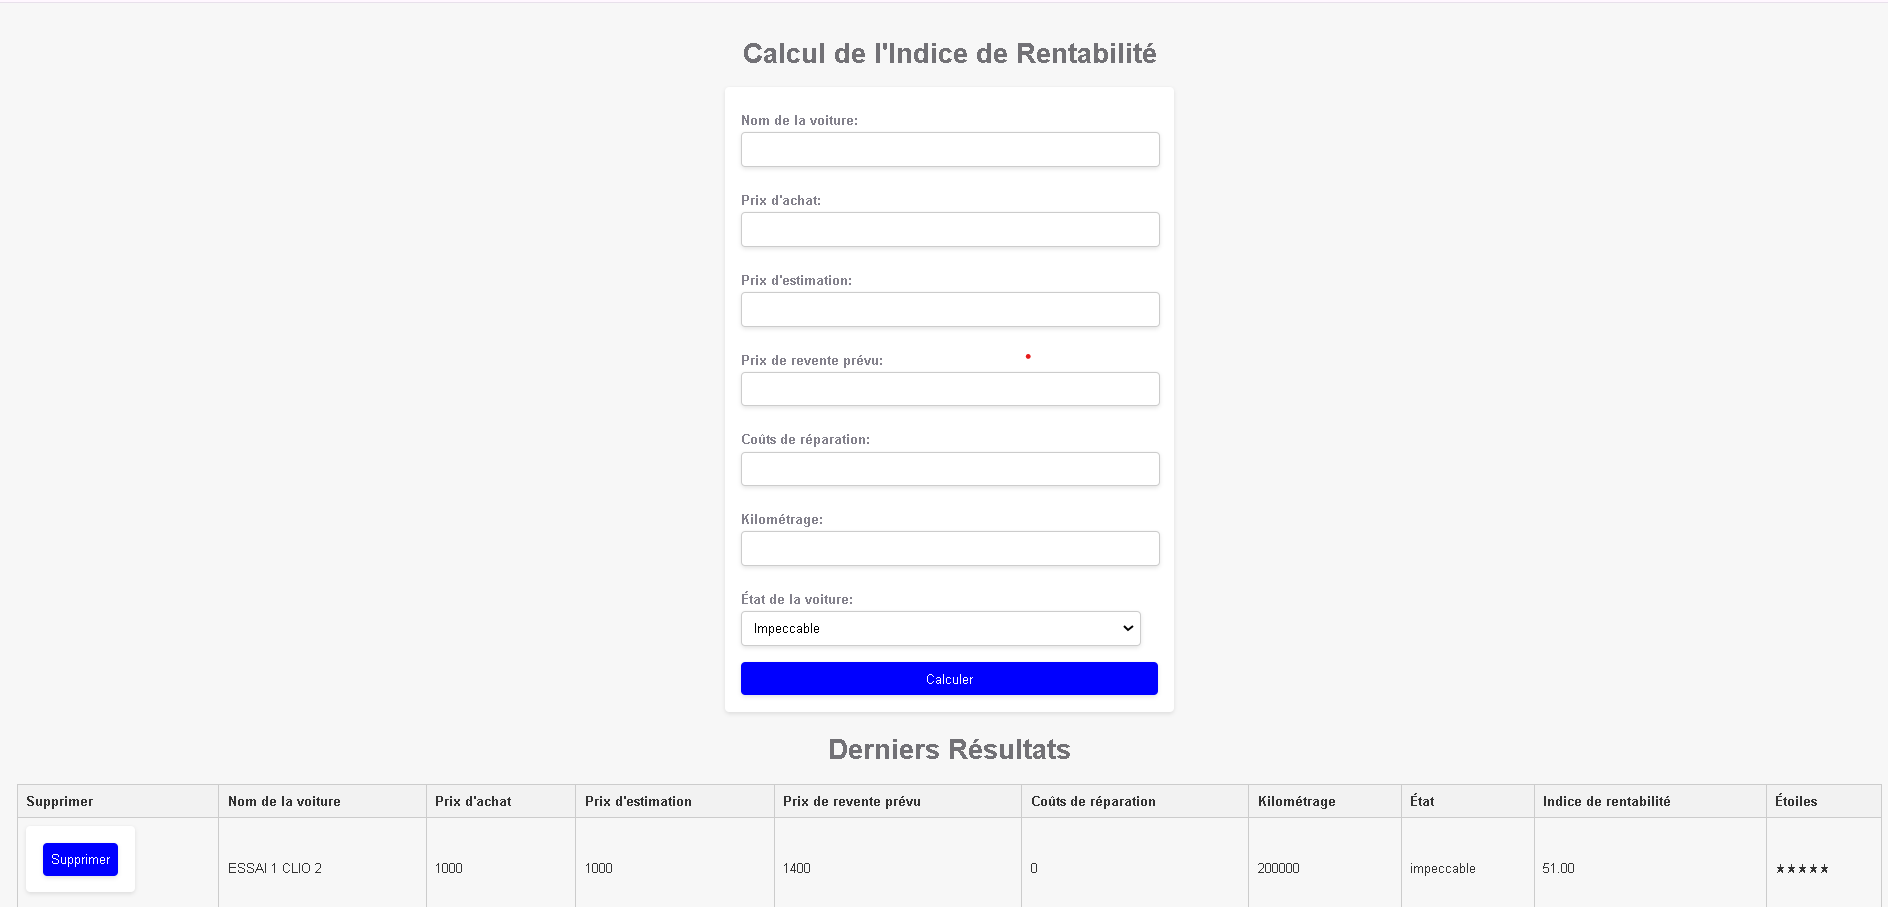 Calcul de l'Indice de Rentabilité
Nom de la voiture:
Prix d'achat:
Prix d'estimation:
Prix de revente prévu:
Coûts de réparation:
Kilométrage:
État de la voiture:
Impeccable
Calculer
Derniers Résultats
Supprimer Nom de la voiture Prix d'achat Prix d'estimation Prix de revente prévu Coûts de réparation Kilométrage État Indice de rentabilité Étoiles
Supprimer ESSAI 1 CLIO 2 1000 1000 1400 0 200000 impeccable 51.00 ★★★★★